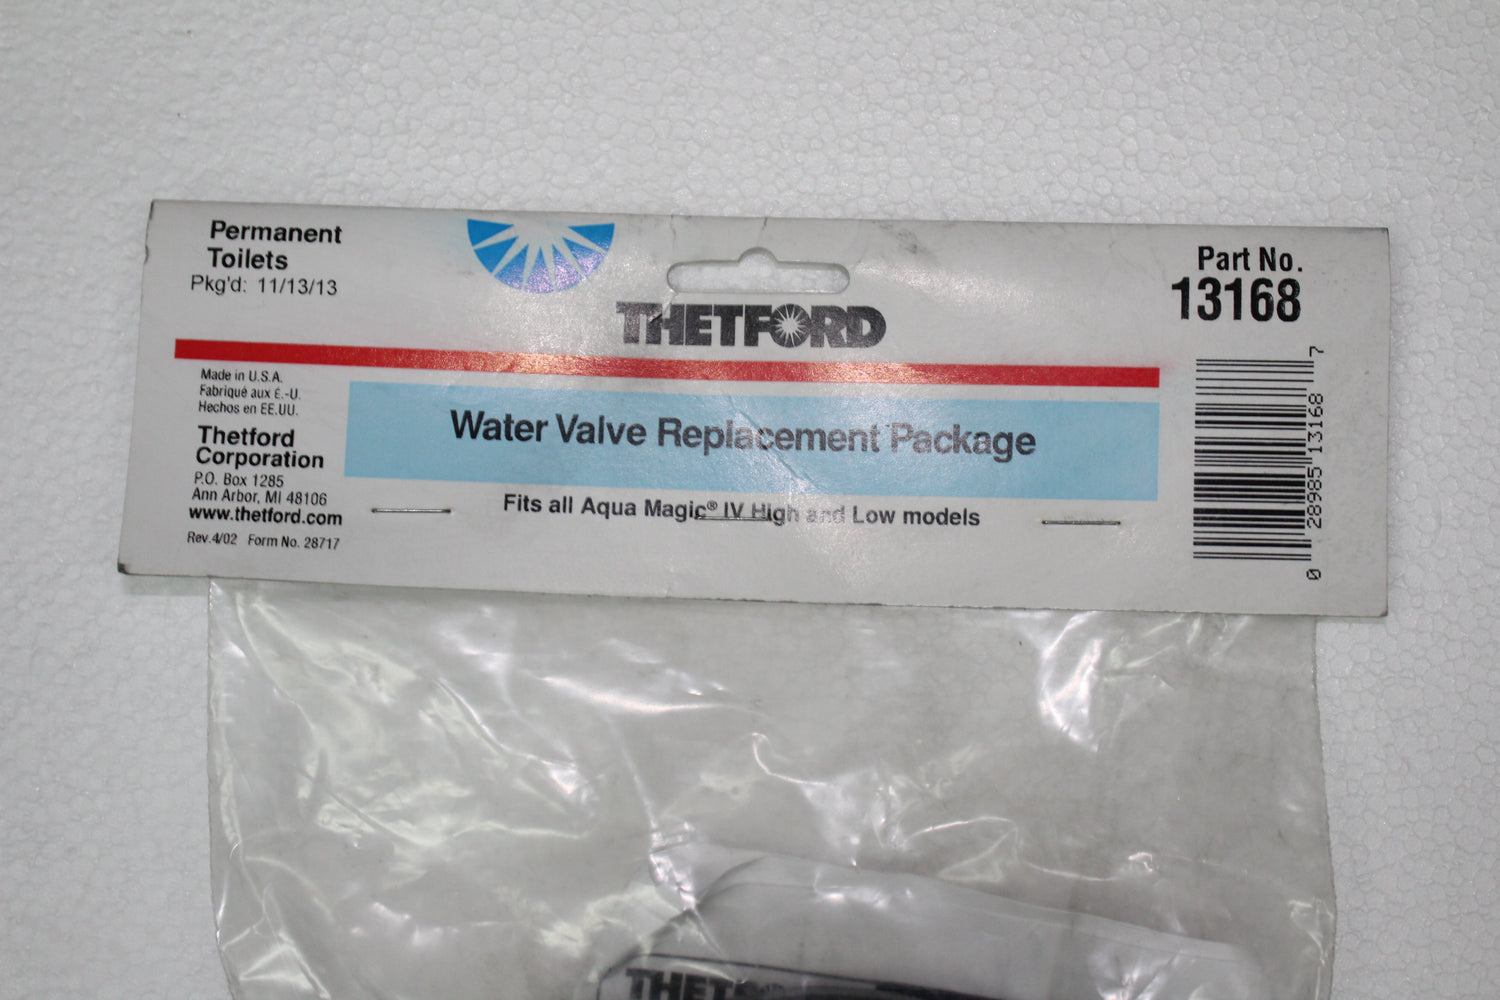 Permanent
Toilets
Pkg'd: 11/13/13
THETFORD
Part No.
13168
Made in U.S.A.
Fabriqué aux É.-U.
Hechos en EE.UU.
Thetford
Corporation
P.O. Box 1285
Ann Arbor, MI 48106
www.thetford.com
Rev.4/02 Form No. 28717
Water Valve Replacement Package
Fits all Aqua Magic® IV High and Low models
0 28985 13168 7
THETFORD